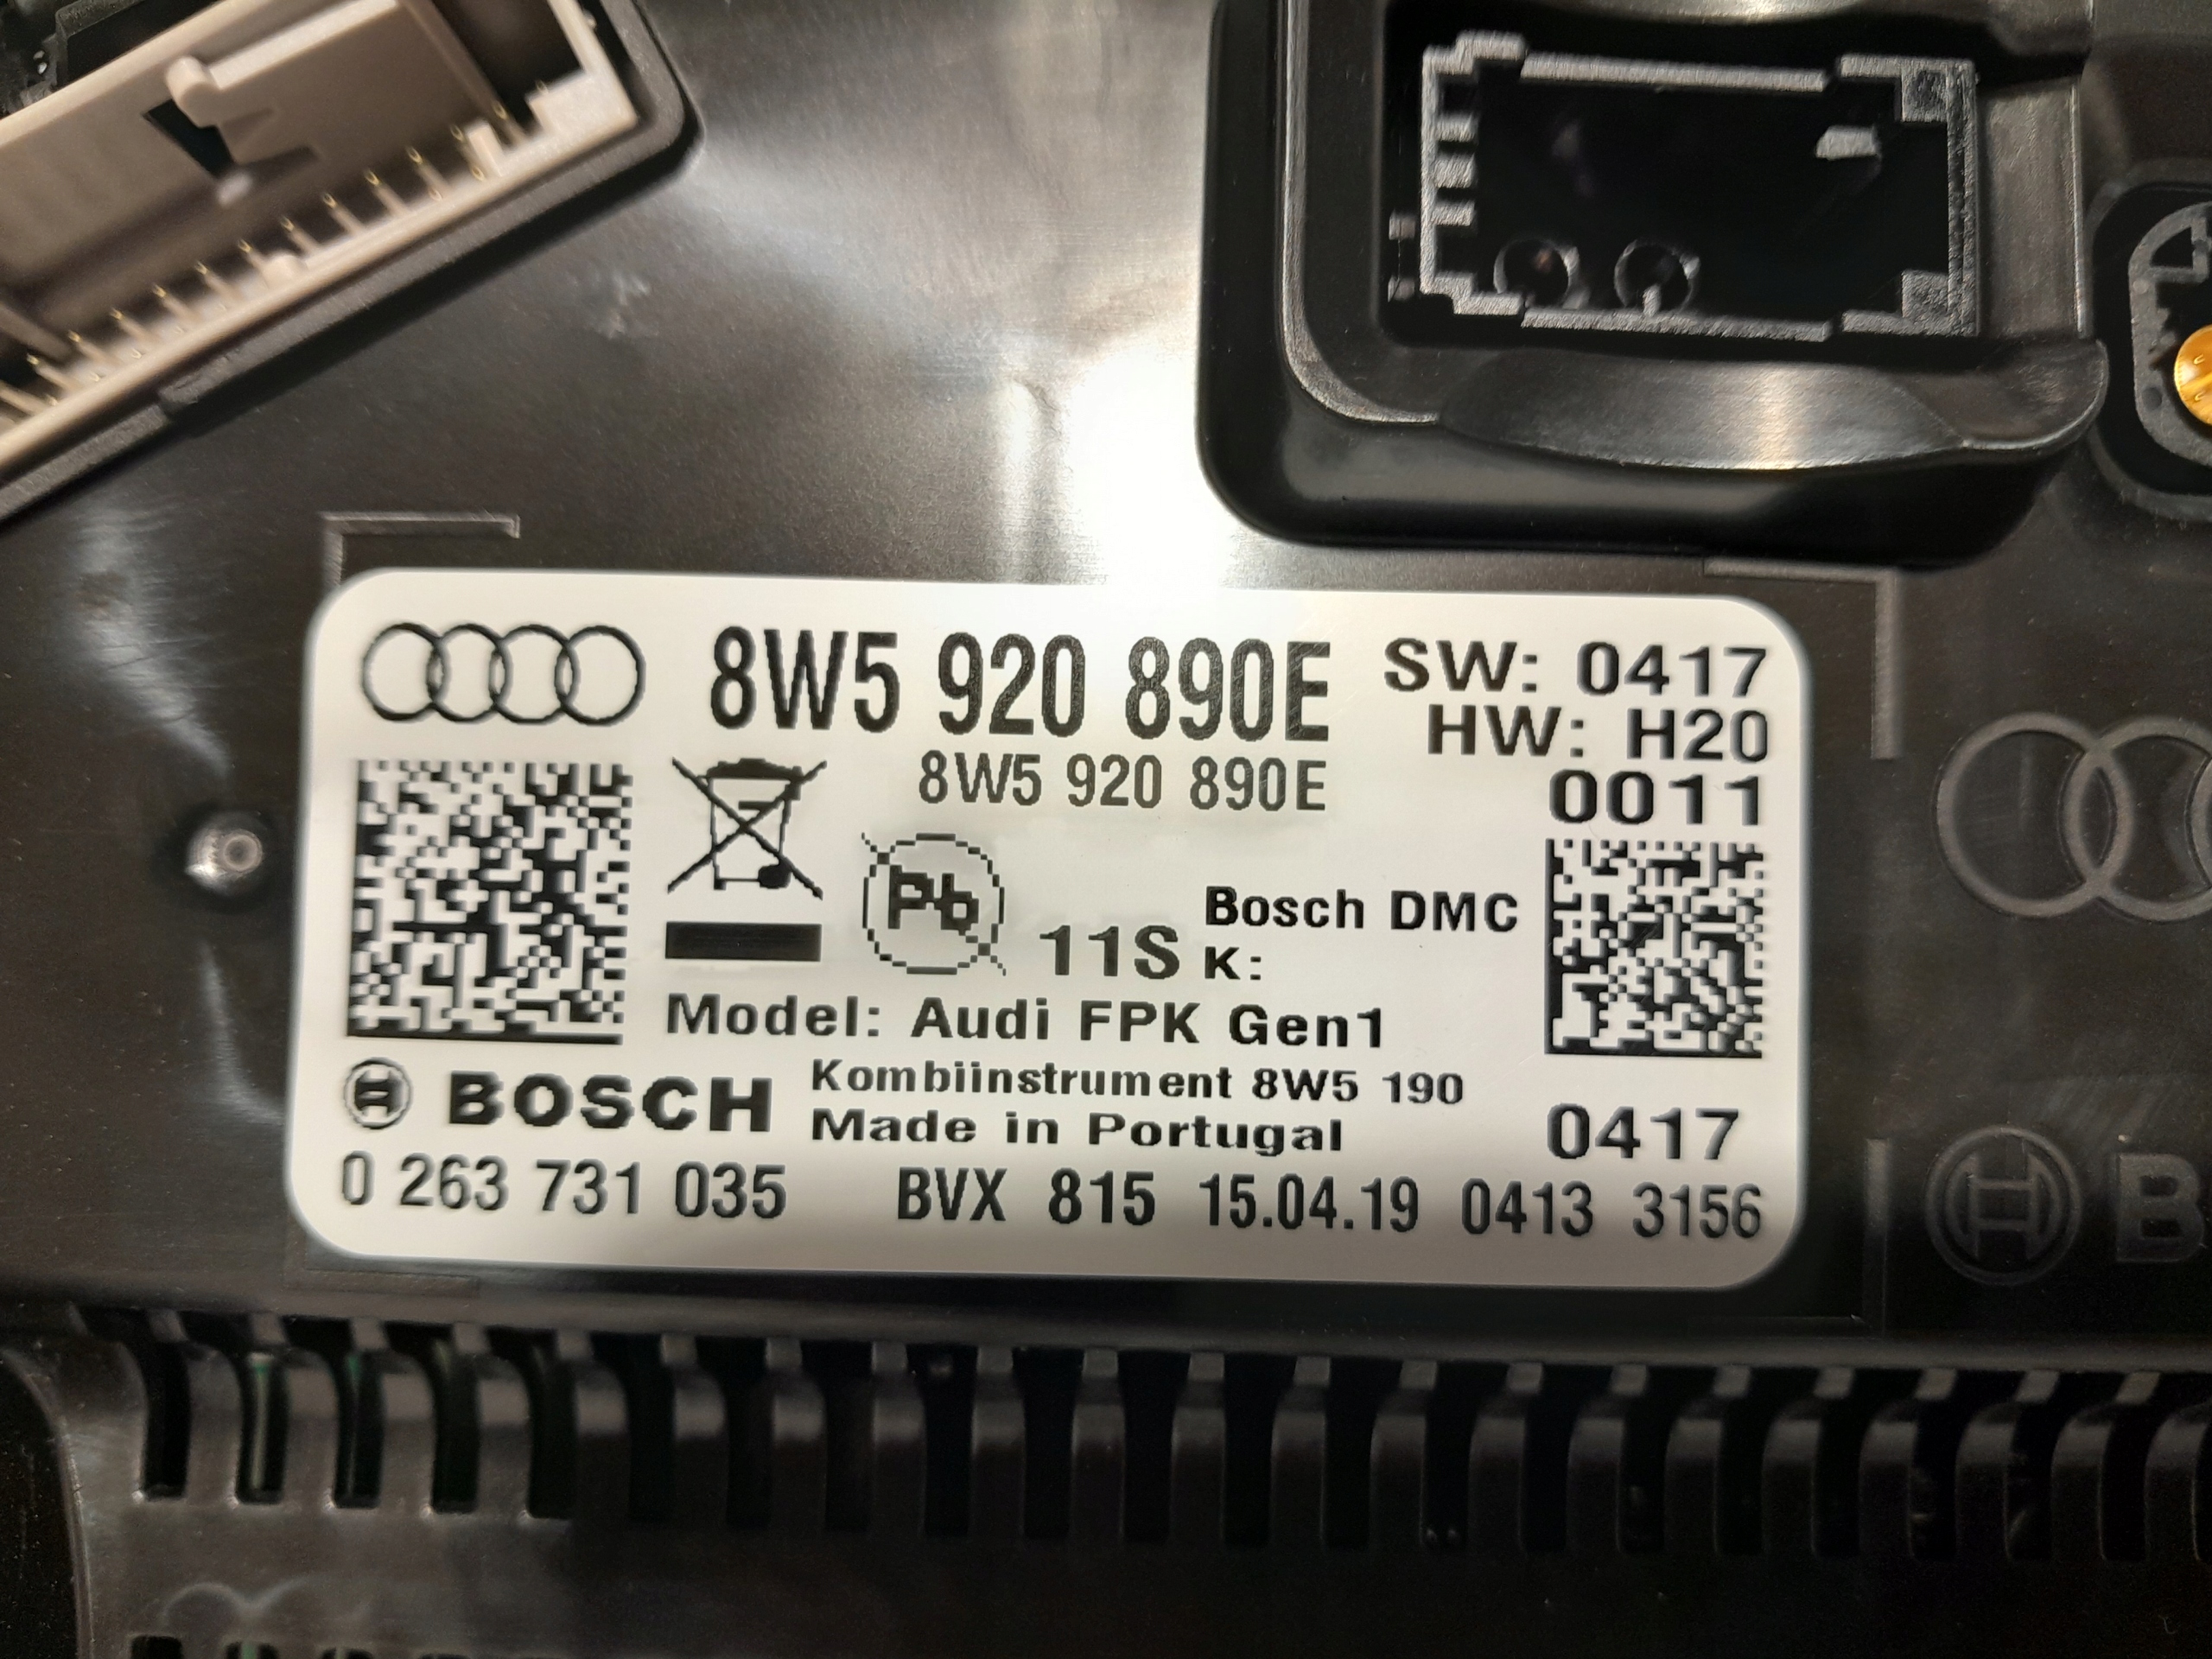 8W5 920 890E
SW: 0417
HW: H20
8W5 920 890E
0011
Pb
11S
Bosch DMC
K:
Model: Audi FPK Gen1
BOSCH
Kombiinstrument 8W5 190
Made in Portugal
0417
0 263 731 035 BVX 815 15.04.19 0413 3156
B